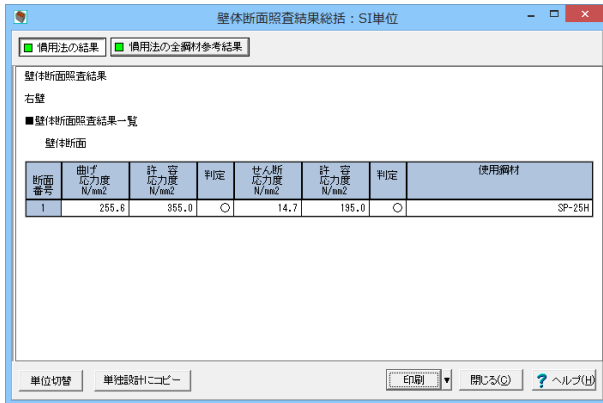 壁体断面照査結果総括：SI単位
慣用法の結果 慣用法の全鋼材参考結果
壁体断面照査結果
右壁
■壁体断面照査結果一覧
壁体断面
断面番号 曲げ応力度 N/mm2 許容応力度 N/mm2 判定 せん断応力度 N/mm2 許容応力度 N/mm2 判定 使用鋼材
1 255.6 355.0 ○ 14.7 195.0 ○ SP-25H
単位切替 単独設計にコピー 印刷 閉じる(C) ? ヘルプ(H)